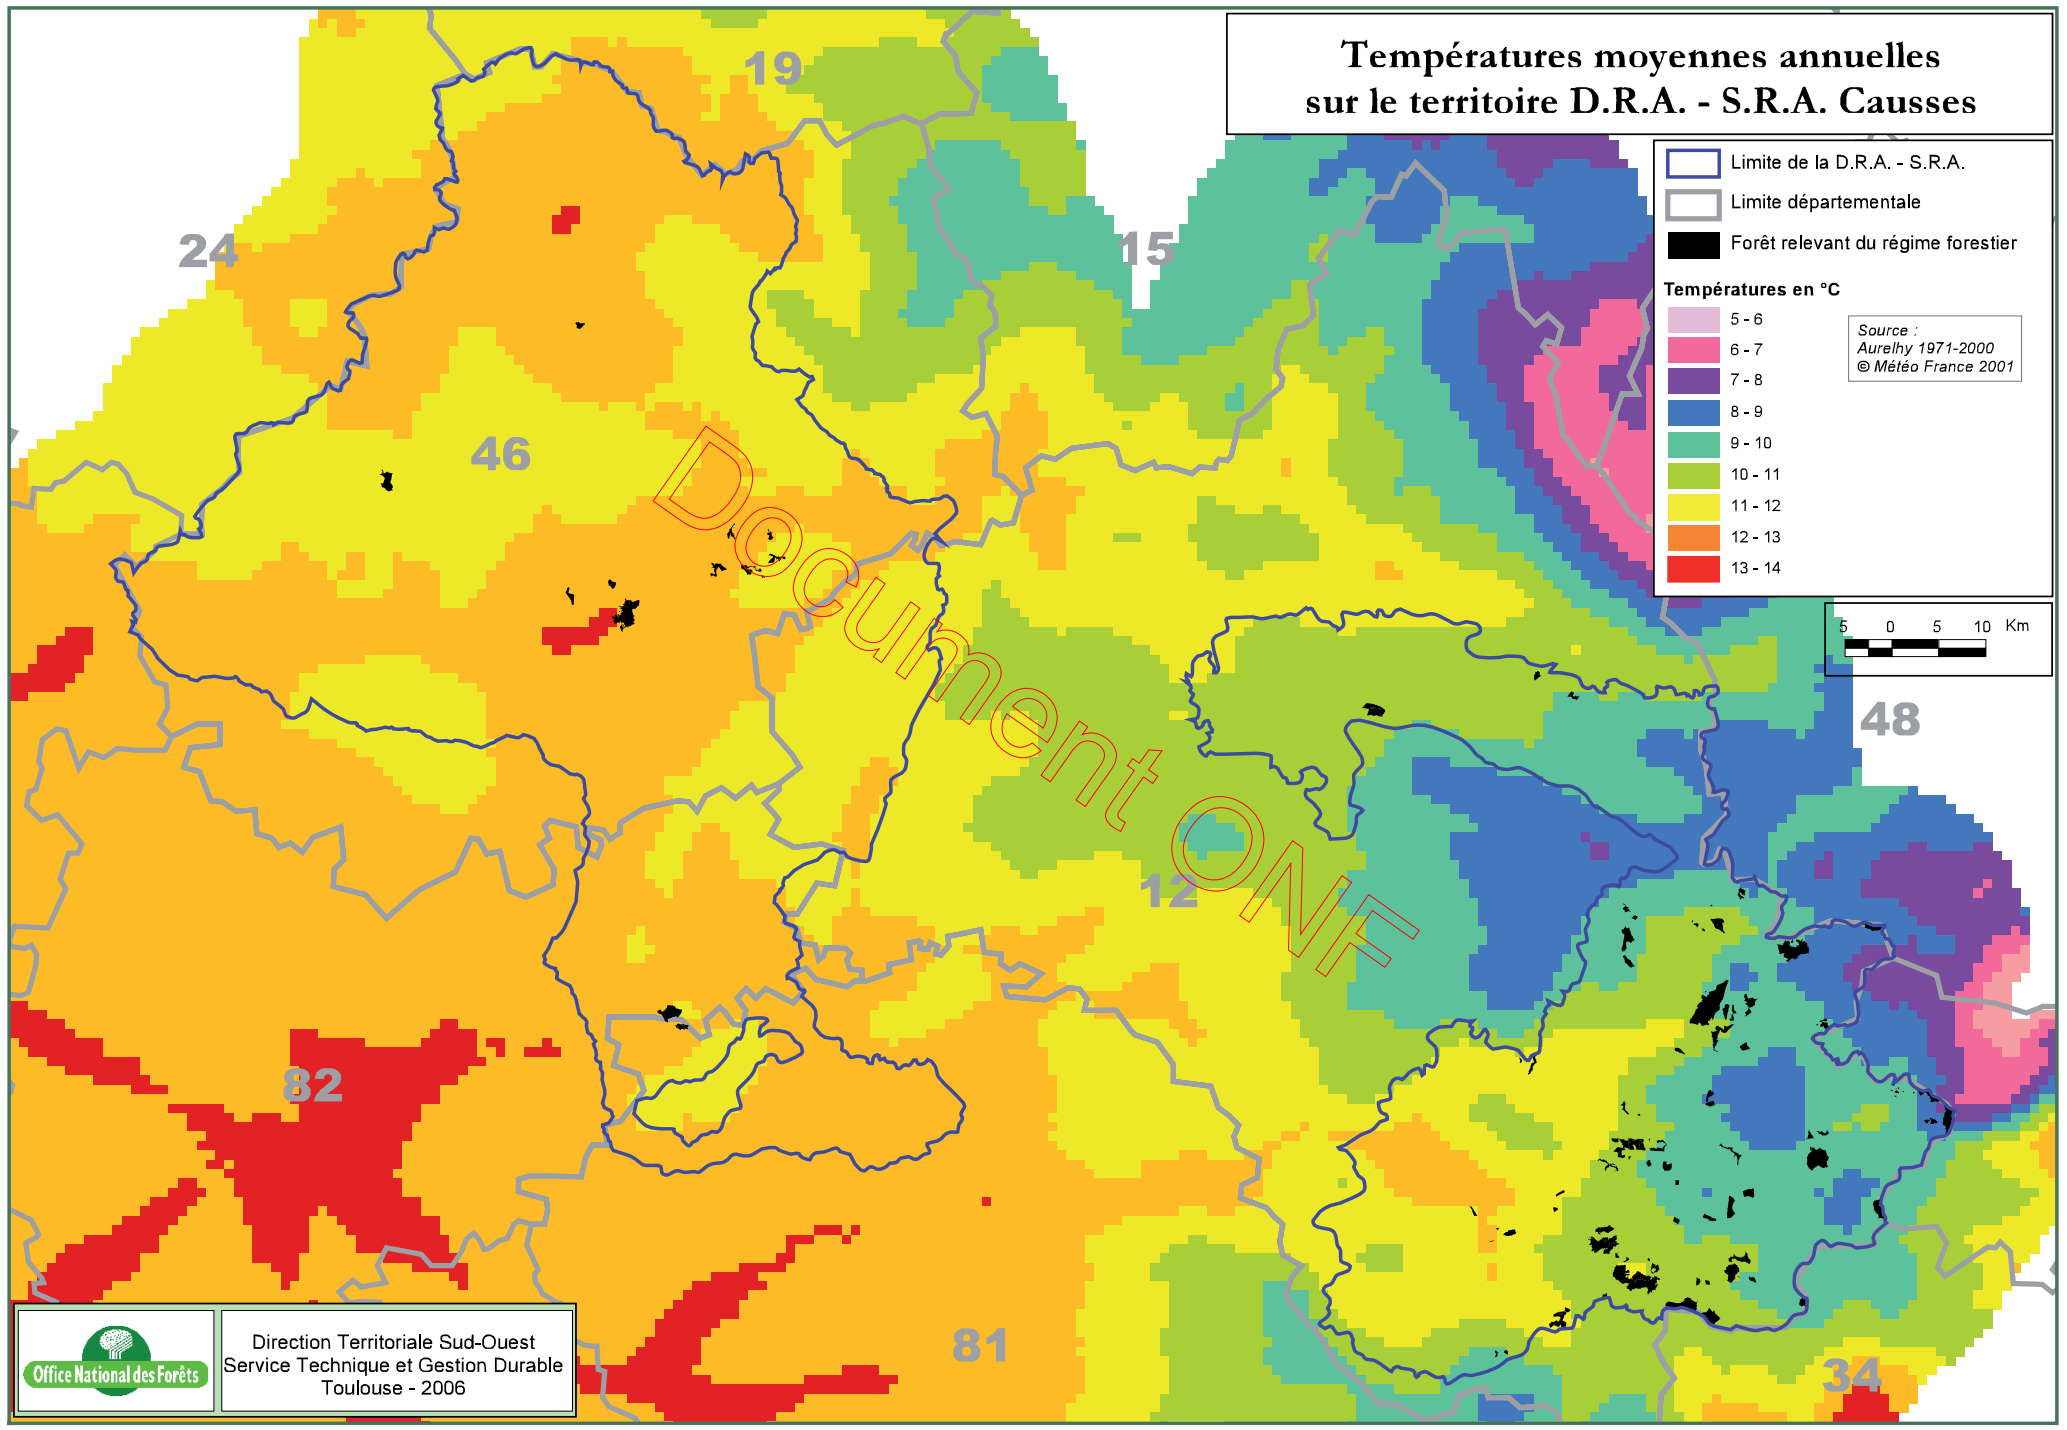 Températures moyennes annuelles
sur le territoire D.R.A. - S.R.A. Causses
Limite de la D.R.A. - S.R.A.
Limite départementale
Forêt relevant du régime forestier
Températures en °C
5 - 6
6 - 7
7 - 8
8 - 9
9 - 10
10 - 11
11 - 12
12 - 13
13 - 14
Source :
Aurelhy 1971-2000
© Météo France 2001
5 0 5 10 Km
19
24
15
46
48
12
82
81
34
Document ONF
Office National des Forêts
Direction Territoriale Sud-Ouest
Service Technique et Gestion Durable
Toulouse - 2006